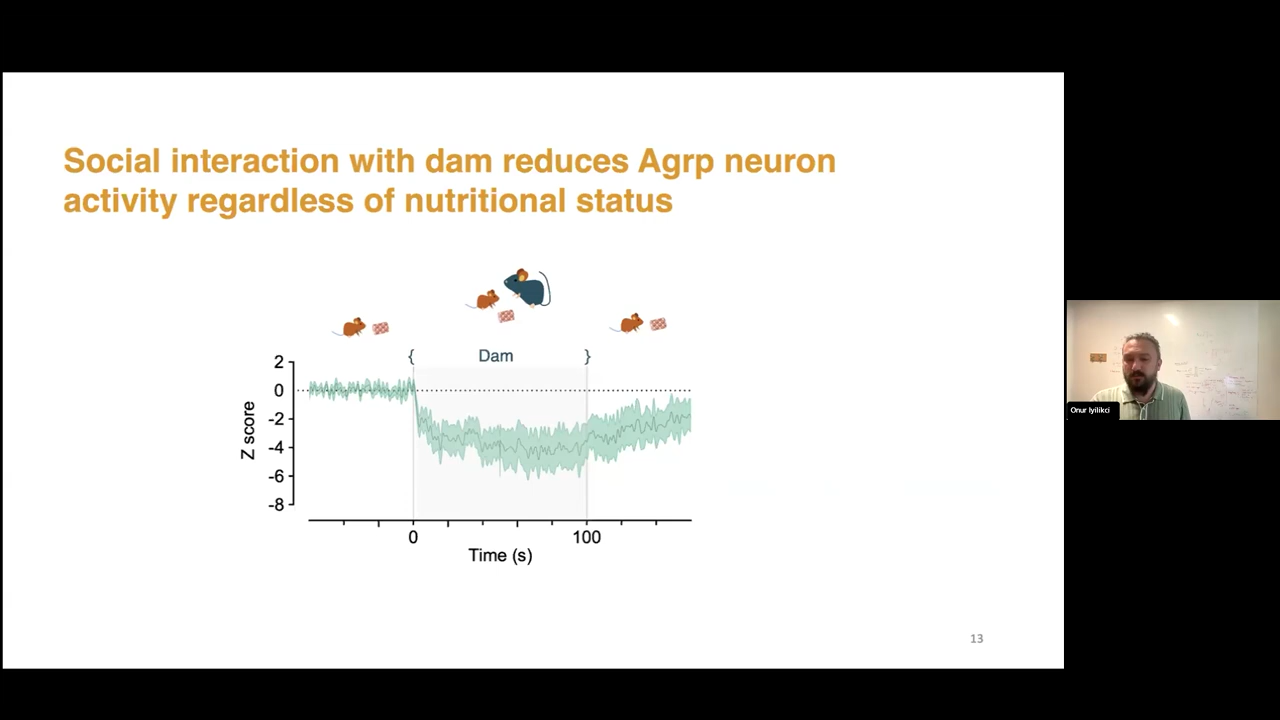 Social interaction with dam reduces Agrp neuron
activity regardless of nutritional status
{ Dam }
2
0
-2
-4
-6
-8
Z score
0 100
Time (s)
13
Onur Iyilikci